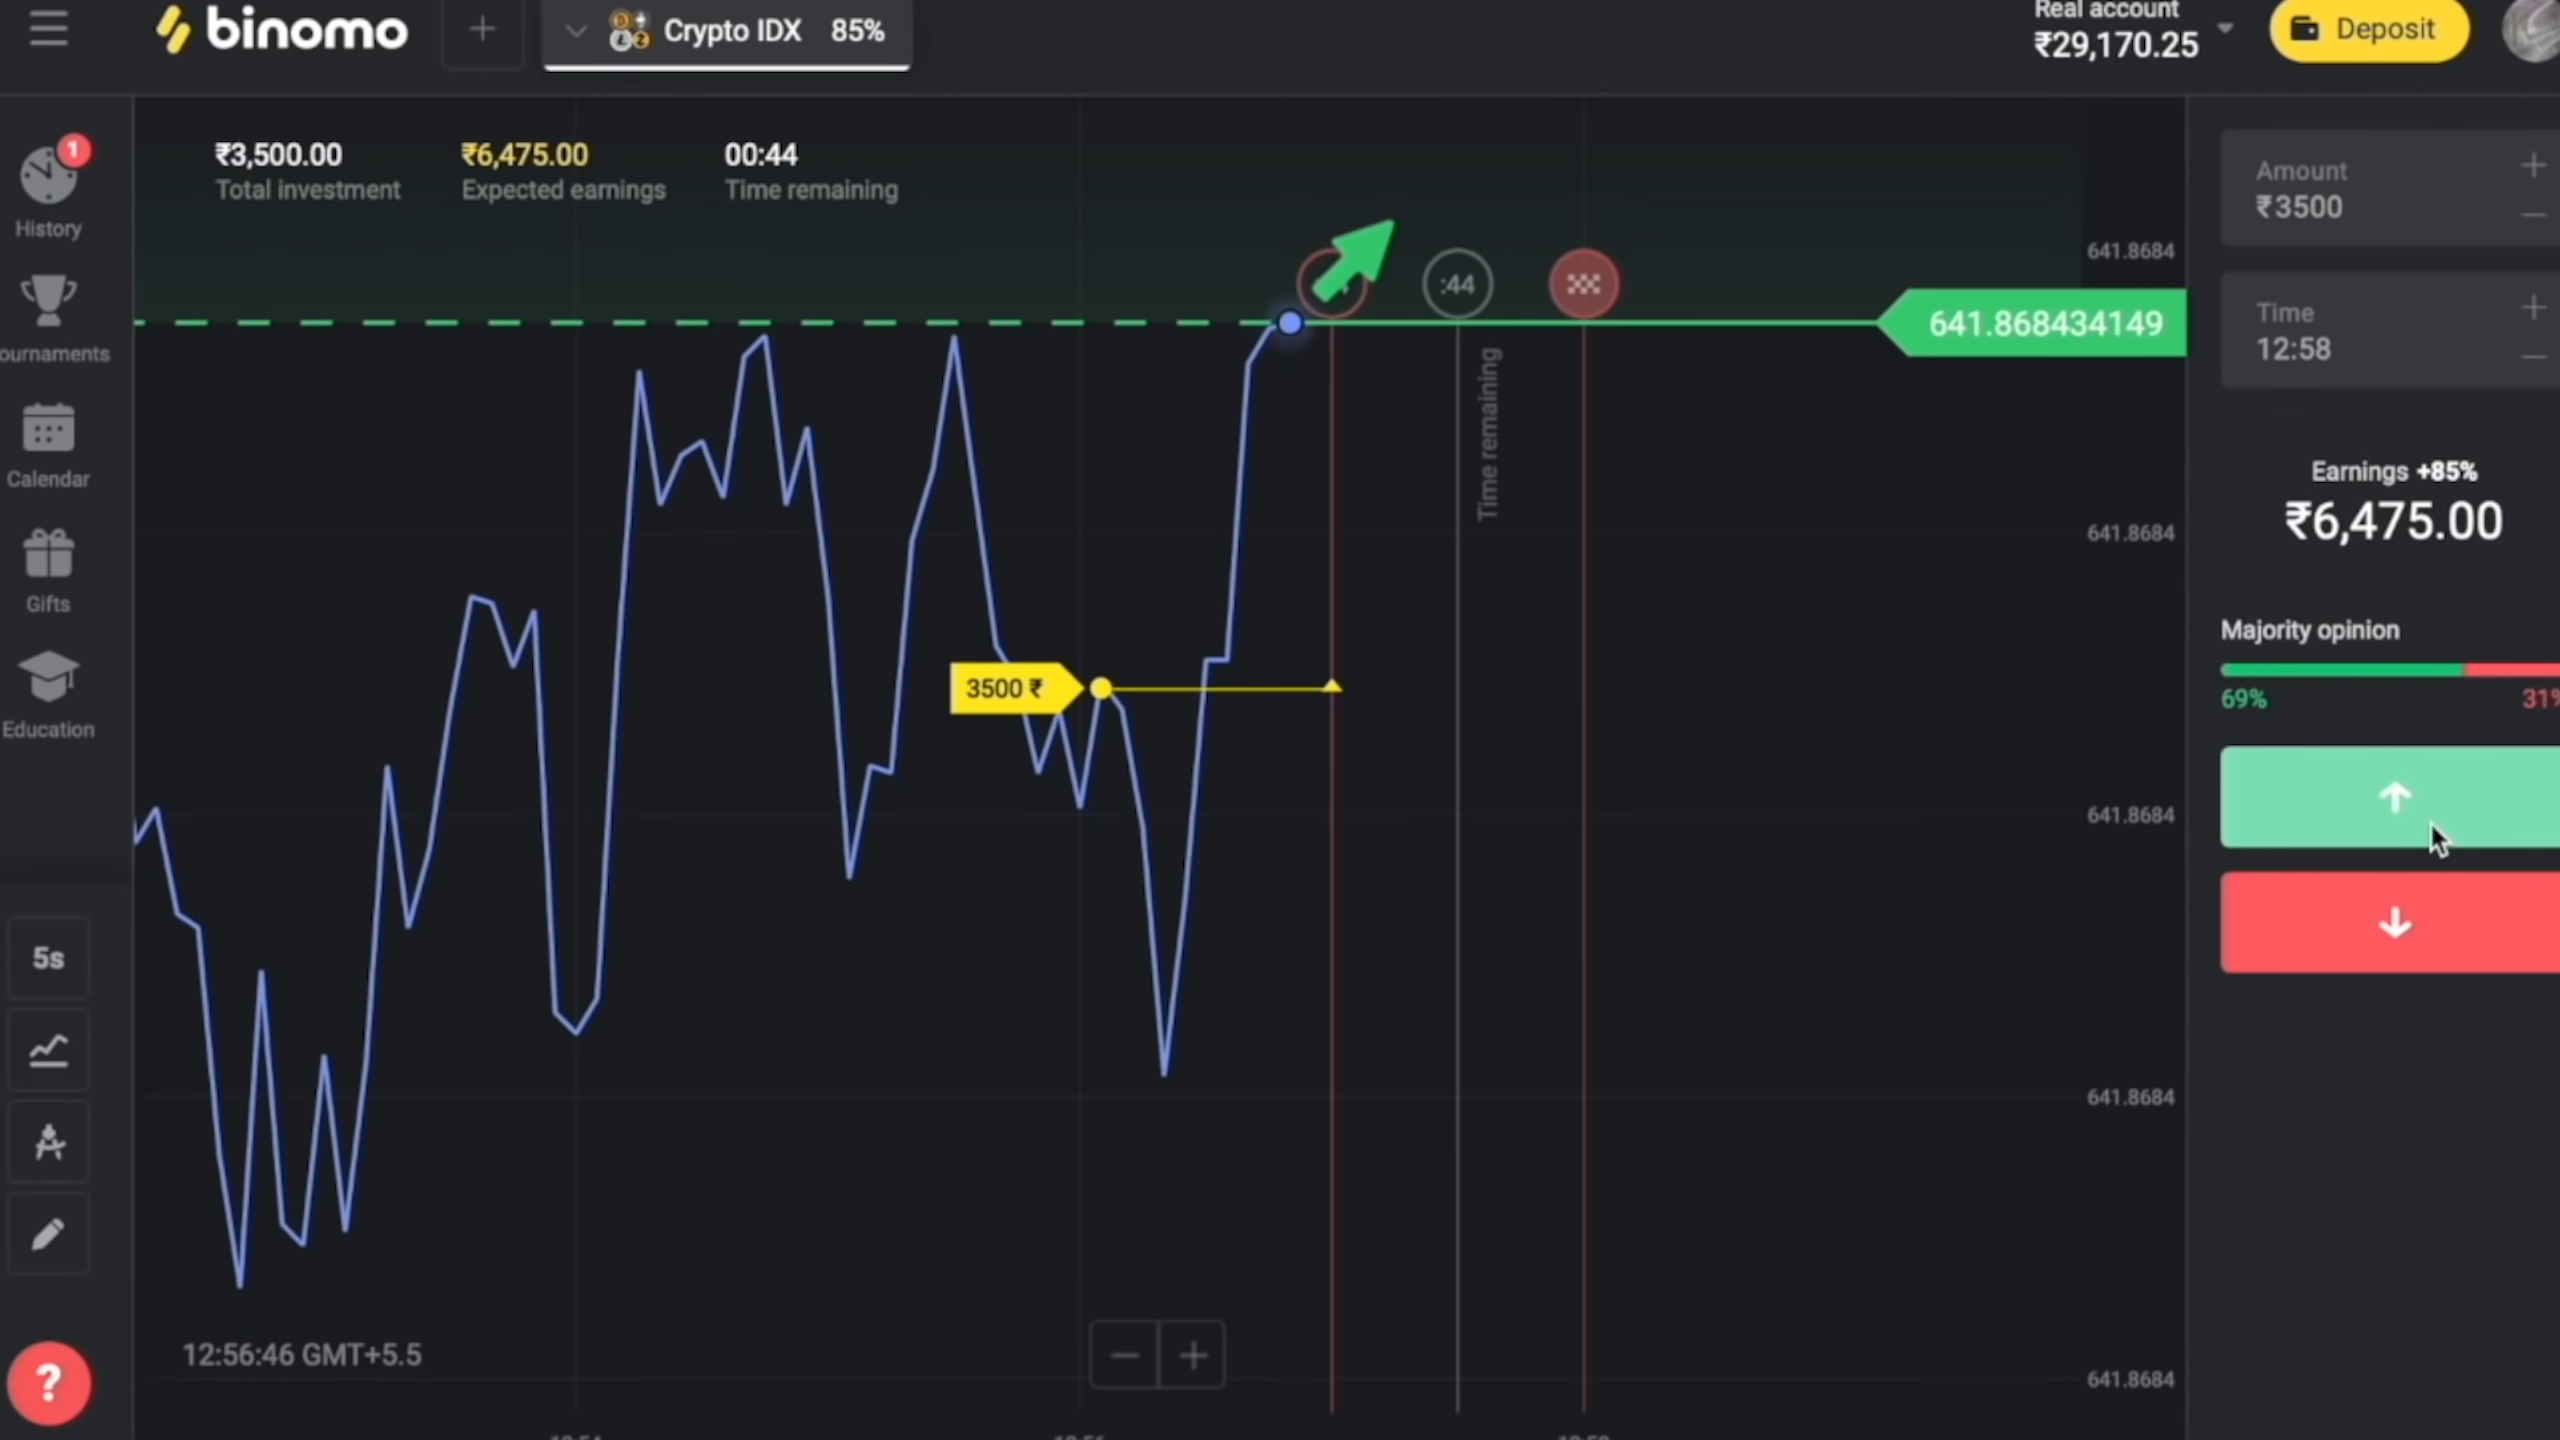 binomo
Crypto IDX 85%
Real account
₹29,170.25
Deposit
1
History
ournaments
Calendar
Gifts
Education
5s
?
₹3,500.00
Total investment
₹6,475.00
Expected earnings
00:44
Time remaining
:44
Time remaining
3500 ₹
641.8684
641.868434149
641.8684
641.8684
641.8684
641.8684
12:56:46 GMT+5.5
Amount
₹3500
Time
12:58
Earnings +85%
₹6,475.00
Majority opinion
69%
31%